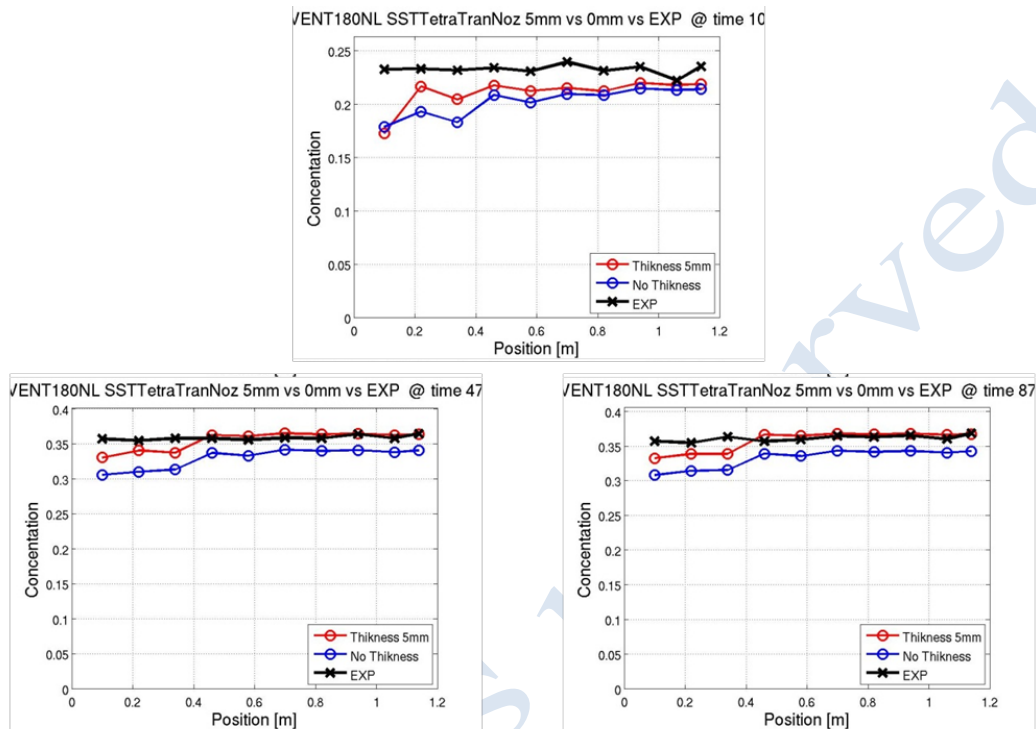 VENT180NL SSTTetraTranNoz 5mm vs 0mm vs EXP @ time 10
0.25
0.2
0.15
0.1
0.05
0
Concentation
0 0.2 0.4 0.6 0.8 1 1.2
Position [m]
Thikness 5mm
No Thikness
EXP
VENT180NL SSTTetraTranNoz 5mm vs 0mm vs EXP @ time 47
0.4
0.35
0.3
0.25
0.2
0.15
0.1
0.05
0
Concentation
0 0.2 0.4 0.6 0.8 1 1.2
Position [m]
Thikness 5mm
No Thikness
EXP
VENT180NL SSTTetraTranNoz 5mm vs 0mm vs EXP @ time 87
0.4
0.35
0.3
0.25
0.2
0.15
0.1
0.05
0
Concentation
0 0.2 0.4 0.6 0.8 1 1.2
Position [m]
Thikness 5mm
No Thikness
EXP
rved